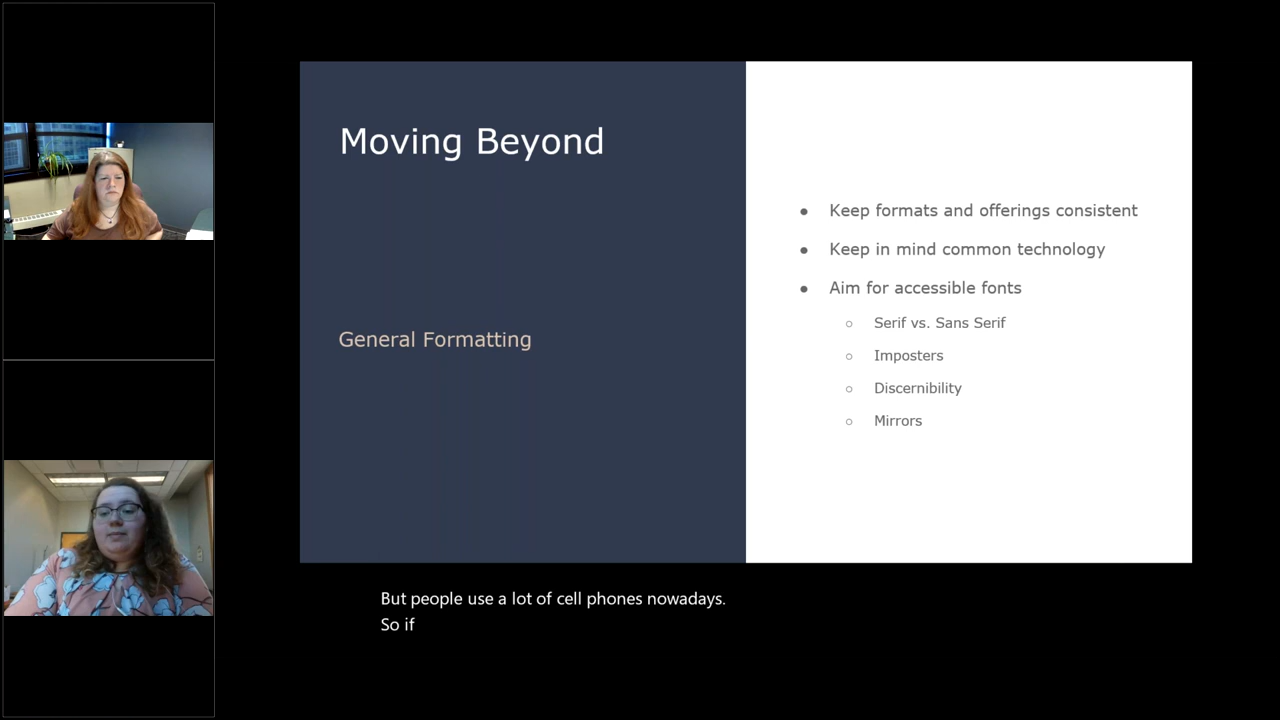 Moving Beyond
General Formatting
● Keep formats and offerings consistent
● Keep in mind common technology
● Aim for accessible fonts
○ Serif vs. Sans Serif
○ Imposters
○ Discernibility
○ Mirrors
But people use a lot of cell phones nowadays.
So if